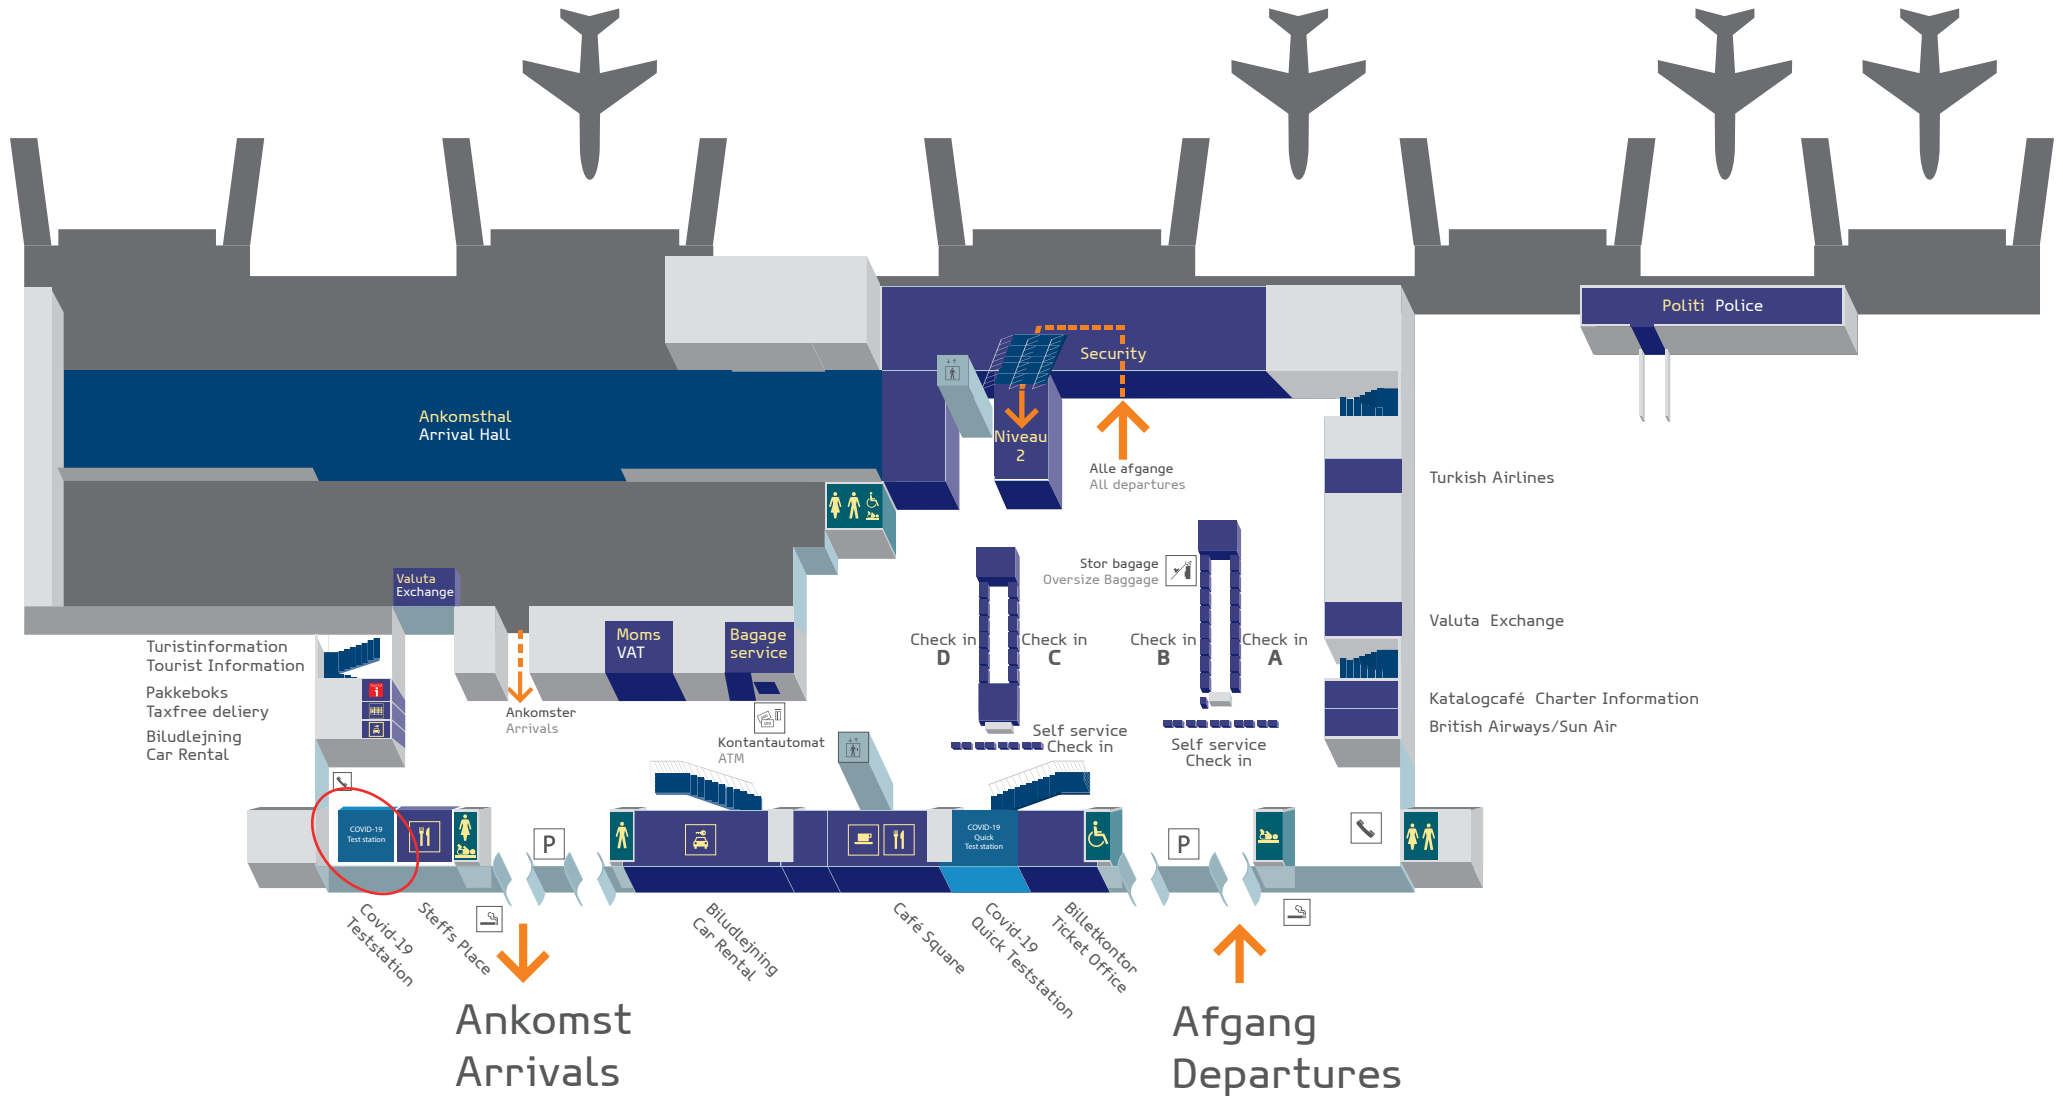 Politi Police
Security
Ankomsthal
Arrival Hall
Niveau
2
Alle afgange
All departures
Turkish Airlines
Stor bagage
Oversize Baggage
Valuta
Exchange
Valuta Exchange
Turistinformation
Tourist Information
Moms
VAT
Bagage
service
Check in
D
Check in
C
Check in
B
Check in
A
Pakkeboks
Taxfree deliery
Biludlejning
Car Rental
Ankomster
Arrivals
Kontantautomat
ATM
Self service
Check in
Self service
Check in
Katalogcafé Charter Information
British Airways/Sun Air
COVID-19
Test station
P
COVID-19
Quick
Test station
P
Covid-19
Teststation
Steffs Place
Biludlejning
Car Rental
Café Square
Covid-19
Quick Teststation
Billetkontor
Ticket Office
Ankomst
Arrivals
Afgang
Departures